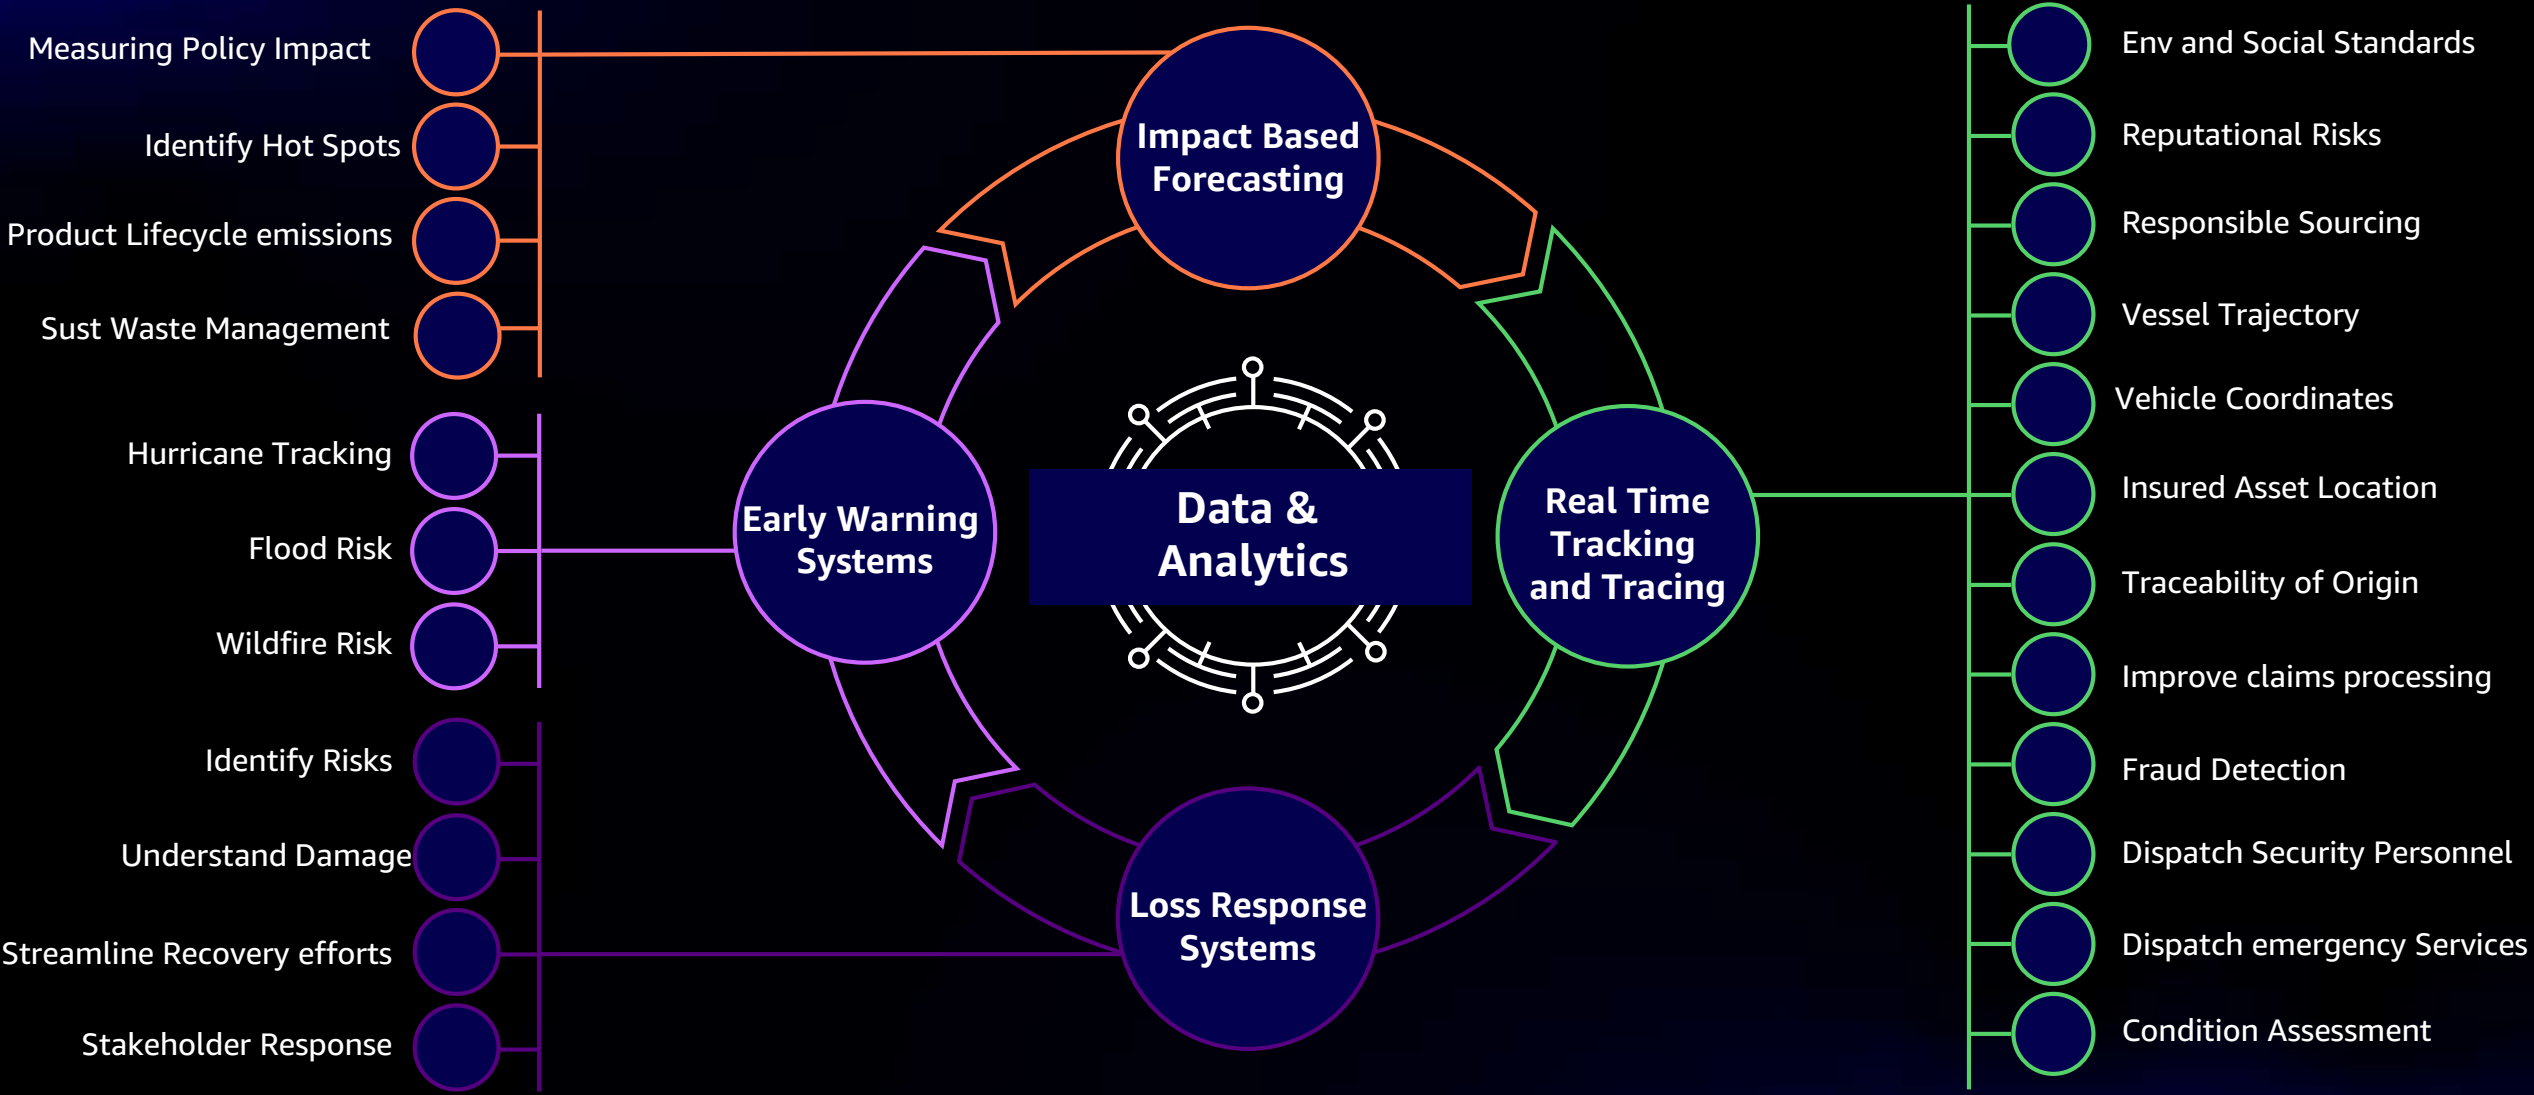 Measuring Policy Impact
Identify Hot Spots
Product Lifecycle emissions
Sust Waste Management
Hurricane Tracking
Flood Risk
Wildfire Risk
Identify Risks
Understand Damage
Streamline Recovery efforts
Stakeholder Response
Impact Based
Forecasting
Early Warning
Systems
Data &
Analytics
Real Time
Tracking
and Tracing
Loss Response
Systems
Env and Social Standards
Reputational Risks
Responsible Sourcing
Vessel Trajectory
Vehicle Coordinates
Insured Asset Location
Traceability of Origin
Improve claims processing
Fraud Detection
Dispatch Security Personnel
Dispatch emergency Services
Condition Assessment